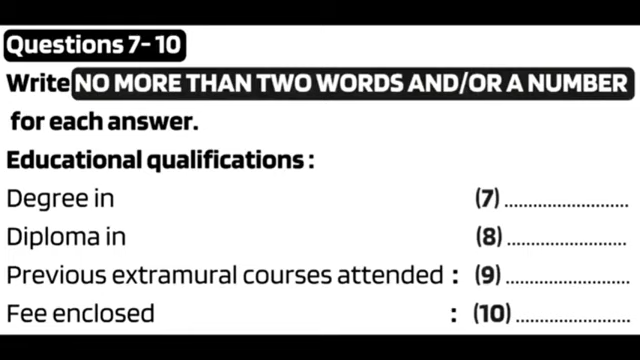 Questions 7- 10
Write NO MORE THAN TWO WORDS AND/OR A NUMBER
for each answer.
Educational qualifications :
Degree in (7) ............................
Diploma in (8) ...........................
Previous extramural courses attended : (9) ............................
Fee enclosed : (10) ..........................